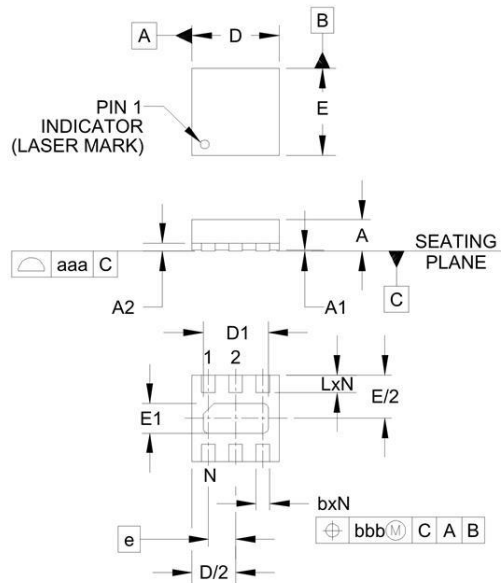 A
D
B
PIN 1
INDICATOR
(LASER MARK)
E
A
SEATING
PLANE
aaa C
C
A2
A1
D1
1 2
LxN
E/2
E1
N
bxN
e
bbb Ⓜ C A B
D/2